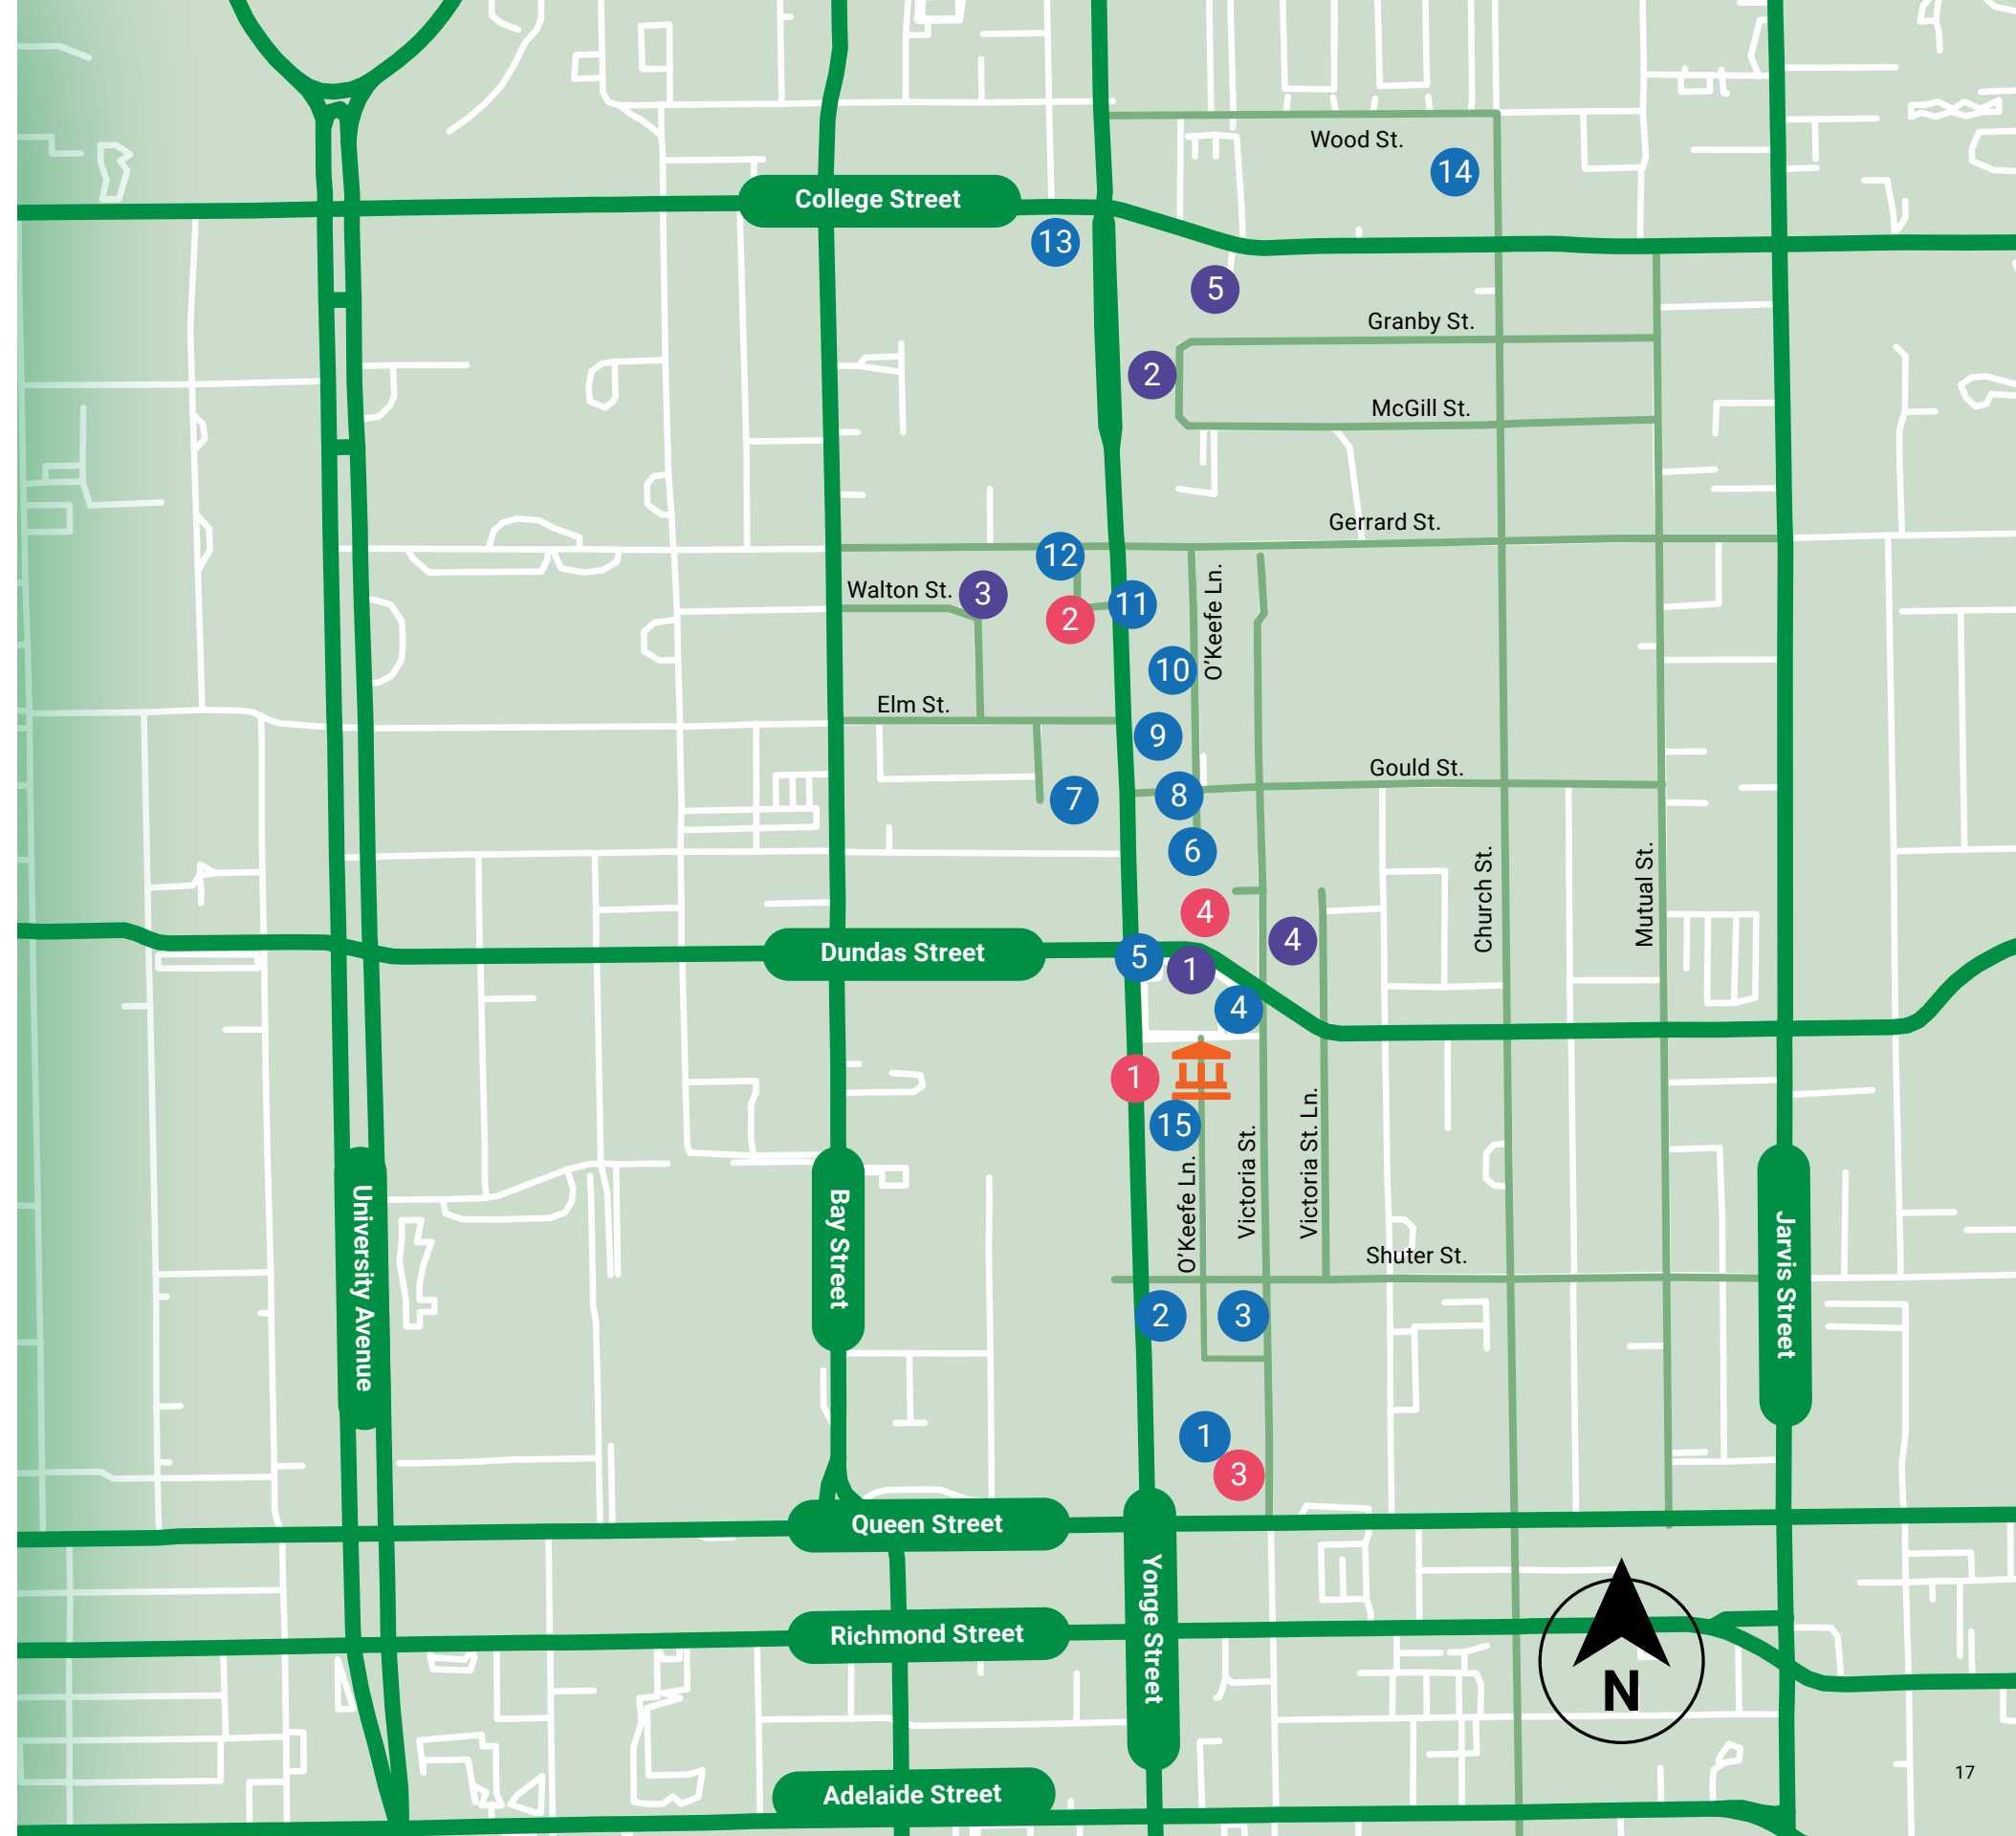 Wood St.
14
College Street
13
5
Granby St.
2
McGill St.
Gerrard St.
12
Walton St.
3
11
2
O'Keefe Ln.
10
Elm St.
9
Gould St.
7
8
6
Church St.
Mutual St.
4
4
Dundas Street
5
1
4
1
15
O'Keefe Ln.
Victoria St.
Victoria St. Ln.
University Avenue
Bay Street
Jarvis Street
Shuter St.
2
3
1
3
Queen Street
Yonge Street
Richmond Street
N
17
Adelaide Street